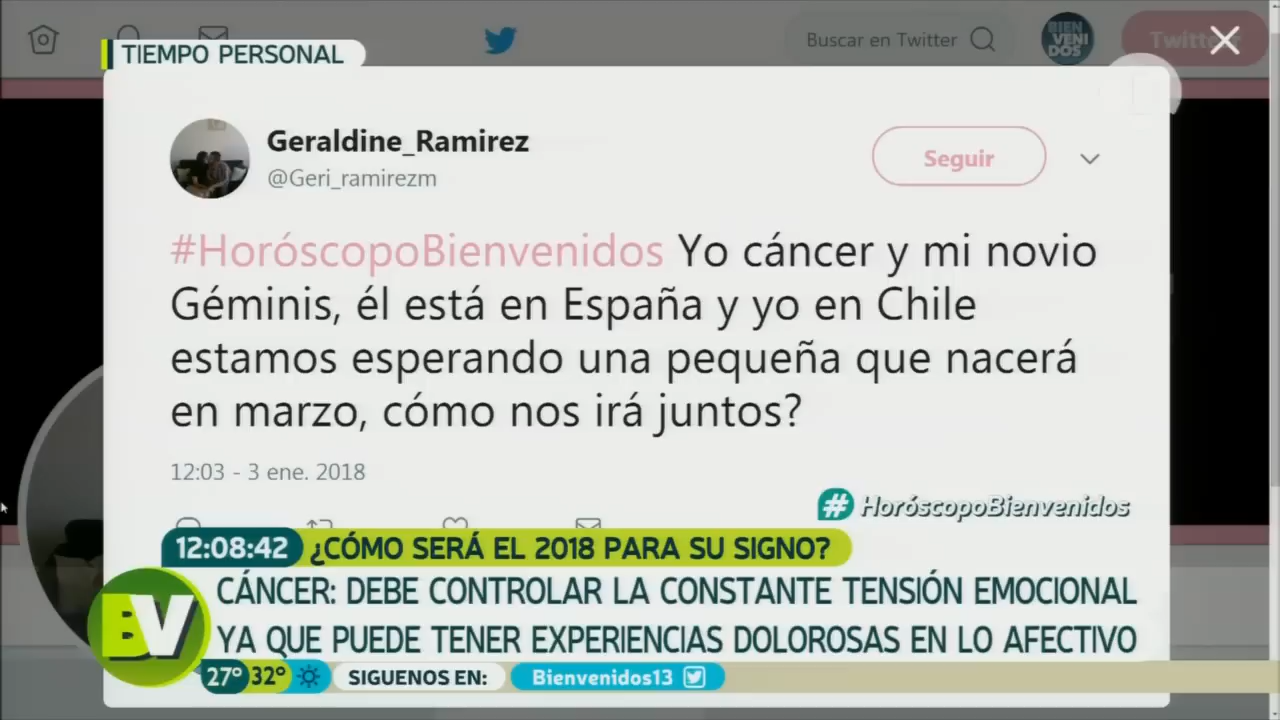 Buscar en Twitter
BIEN
VENI
DOS
TIEMPO PERSONAL
Geraldine_Ramirez
@Geri_ramirezm
Seguir
#HoróscopoBienvenidos Yo cáncer y mi novio
Géminis, él está en España y yo en Chile
estamos esperando una pequeña que nacerá
en marzo, cómo nos irá juntos?
12:03 - 3 ene. 2018
# HoróscopoBienvenidos
12:08:42 ¿CÓMO SERÁ EL 2018 PARA SU SIGNO?
BV
CÁNCER: DEBE CONTROLAR LA CONSTANTE TENSIÓN EMOCIONAL
YA QUE PUEDE TENER EXPERIENCIAS DOLOROSAS EN LO AFECTIVO
27° 32° SIGUENOS EN: Bienvenidos13